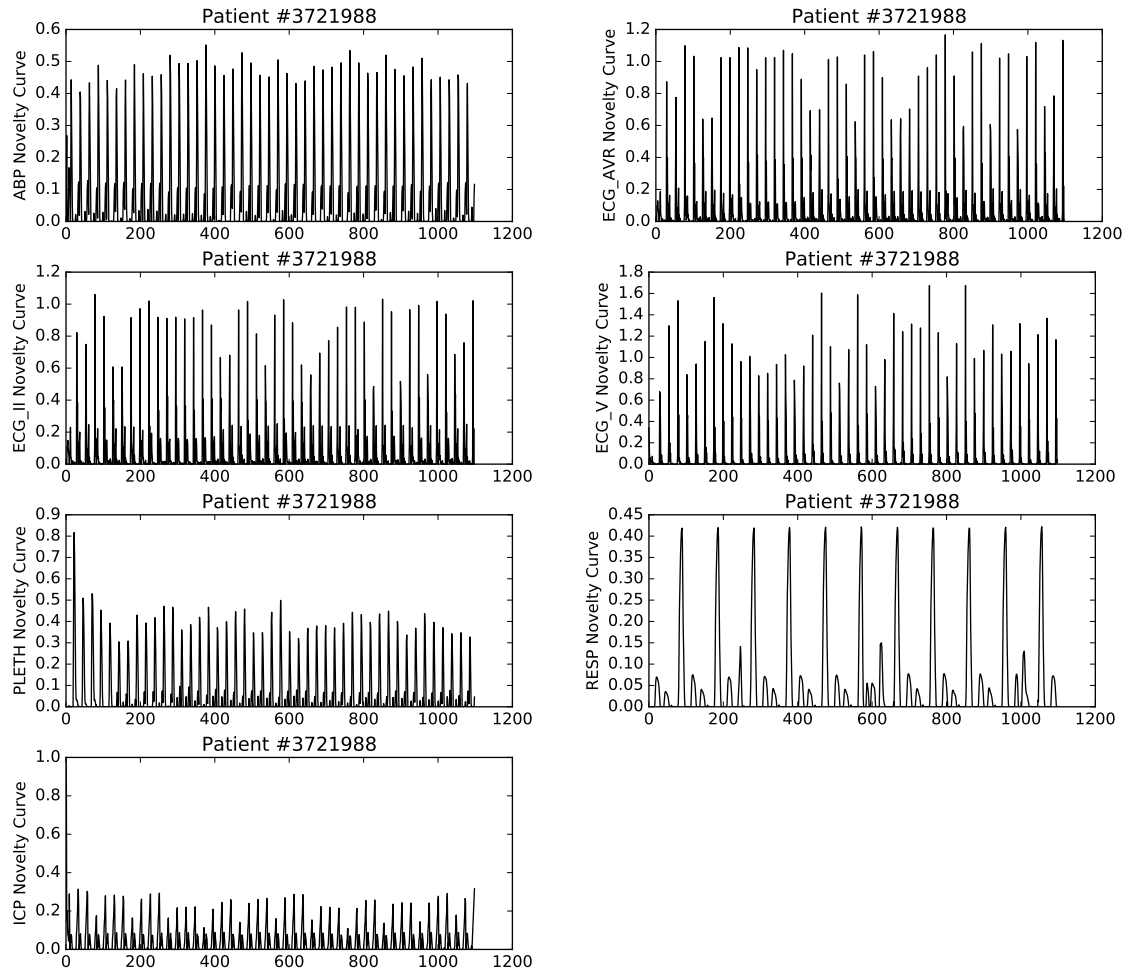 Patient #3721988
ABP Novelty Curve
0.6
0.5
0.4
0.3
0.2
0.1
0.0
0 200 400 600 800 1000 1200
Patient #3721988
ECG_AVR Novelty Curve
1.2
1.0
0.8
0.6
0.4
0.2
0.0
0 200 400 600 800 1000 1200
Patient #3721988
ECG_II Novelty Curve
1.2
1.0
0.8
0.6
0.4
0.2
0.0
0 200 400 600 800 1000 1200
Patient #3721988
ECG_V Novelty Curve
1.8
1.6
1.4
1.2
1.0
0.8
0.6
0.4
0.2
0.0
0 200 400 600 800 1000 1200
Patient #3721988
PLETH Novelty Curve
0.9
0.8
0.7
0.6
0.5
0.4
0.3
0.2
0.1
0.0
0 200 400 600 800 1000 1200
Patient #3721988
RESP Novelty Curve
0.45
0.40
0.35
0.30
0.25
0.20
0.15
0.10
0.05
0.00
0 200 400 600 800 1000 1200
Patient #3721988
ICP Novelty Curve
1.0
0.8
0.6
0.4
0.2
0.0
0 200 400 600 800 1000 1200